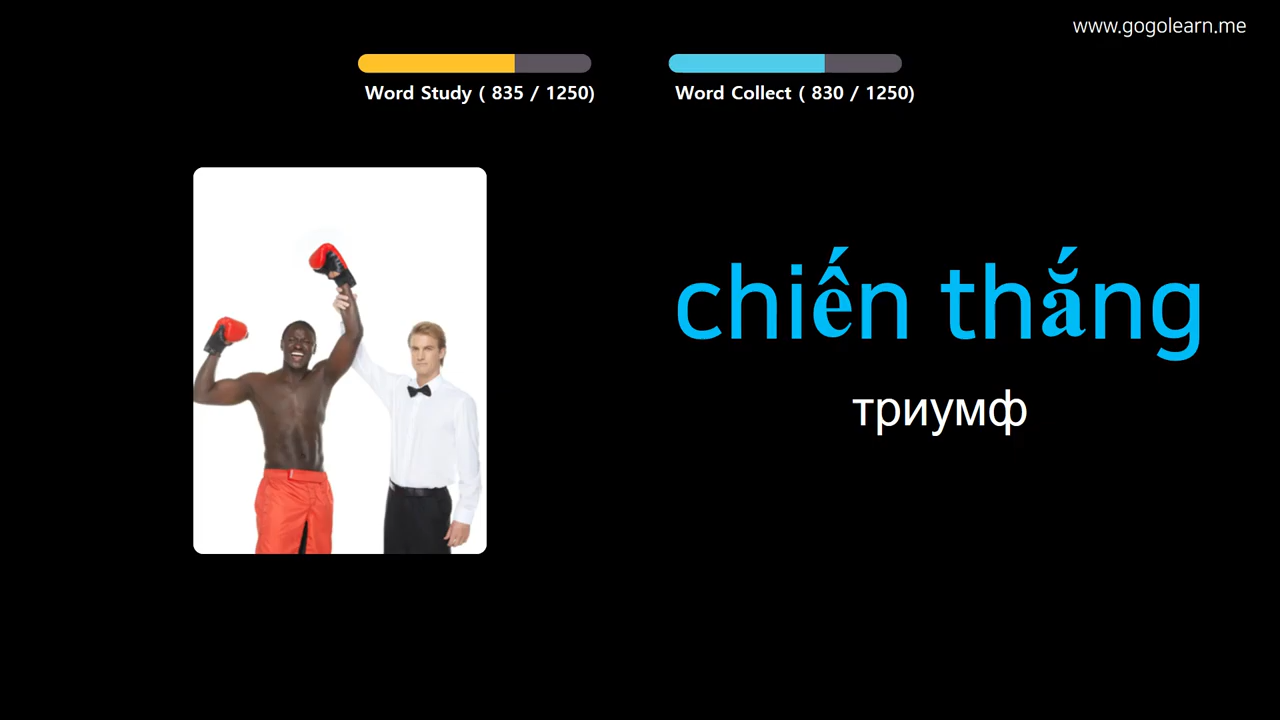 www.gogolearn.me
Word Study ( 835 / 1250)
Word Collect ( 830 / 1250)
chiến thắng
триумф